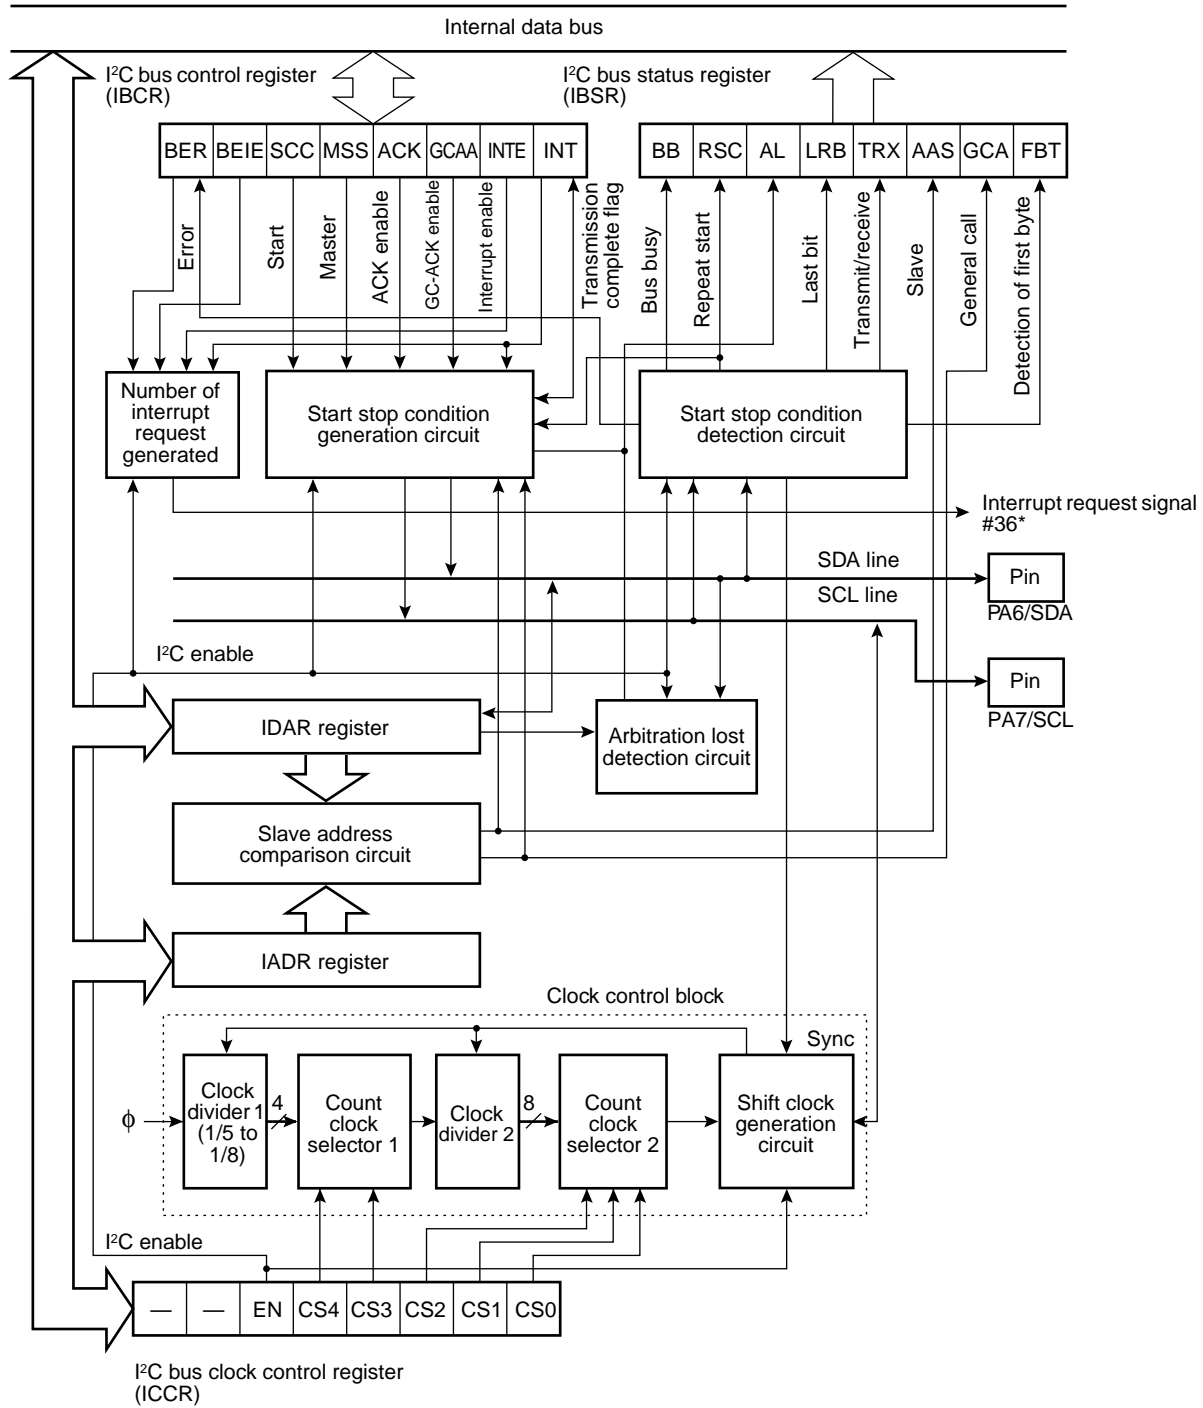 Internal data bus
I²C bus control register
(IBCR)
I²C bus status register
(IBSR)
BER BEIE SCC MSS ACK GCAA INTE INT
BB RSC AL LRB TRX AAS GCA FBT
Error
Start
Master
ACK enable
GC-ACK enable
Interrupt enable
Transmission
complete flag
Bus busy
Repeat start
Last bit
Transmit/receive
Slave
General call
Detection of first byte
Number of
interrupt
request
generated
Start stop condition
generation circuit
Start stop condition
detection circuit
Interrupt request signal
#36*
SDA line
SCL line
Pin
PA6/SDA
I²C enable
Pin
PA7/SCL
IDAR register
Arbitration lost
detection circuit
Slave address
comparison circuit
IADR register
Clock control block
Sync
ϕ
Clock
divider 1
(1/5 to
1/8)
4
Count
clock
selector 1
Clock
divider 2
8
Count
clock
selector 2
Shift clock
generation
circuit
I²C enable
— — EN CS4 CS3 CS2 CS1 CS0
I²C bus clock control register
(ICCR)